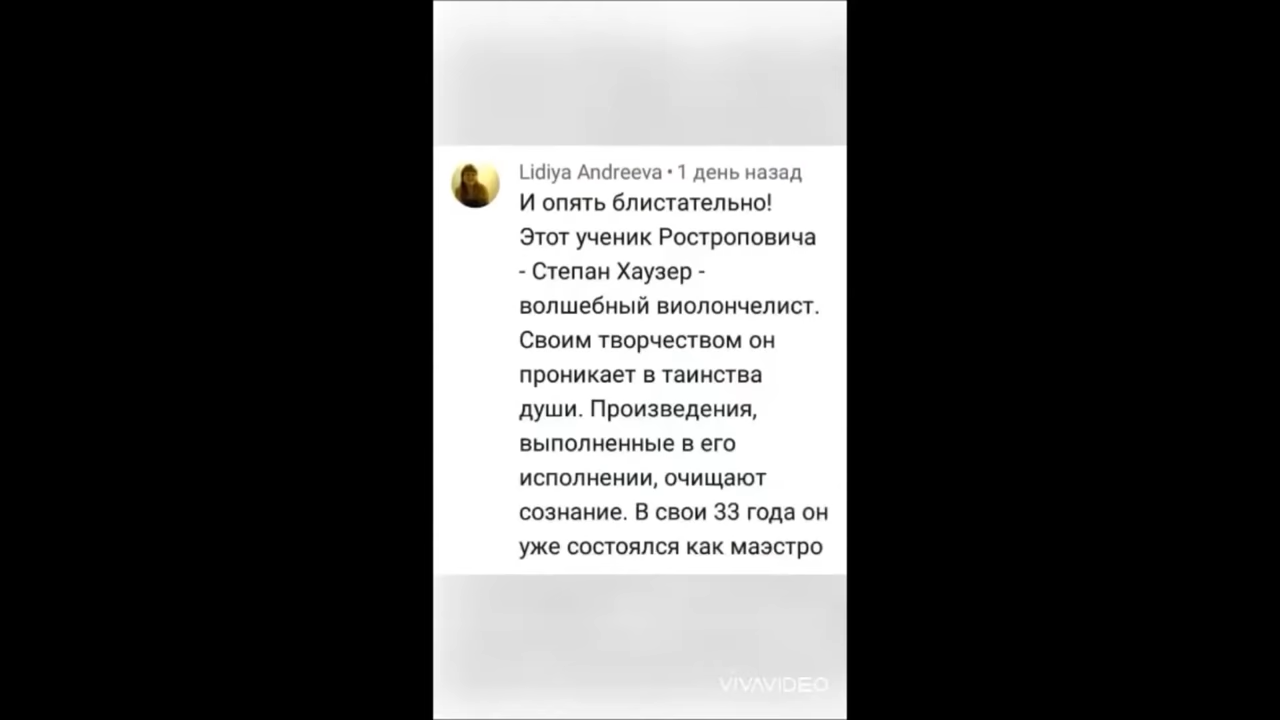 Lidiya Andreeva • 1 день назад
И опять блистательно!
Этот ученик Ростроповича
- Степан Хаузер -
волшебный виолончелист.
Своим творчеством он
проникает в таинства
души. Произведения,
выполненные в его
исполнении, очищают
сознание. В свои 33 года он
уже состоялся как маэстро
VIVAVIDEO